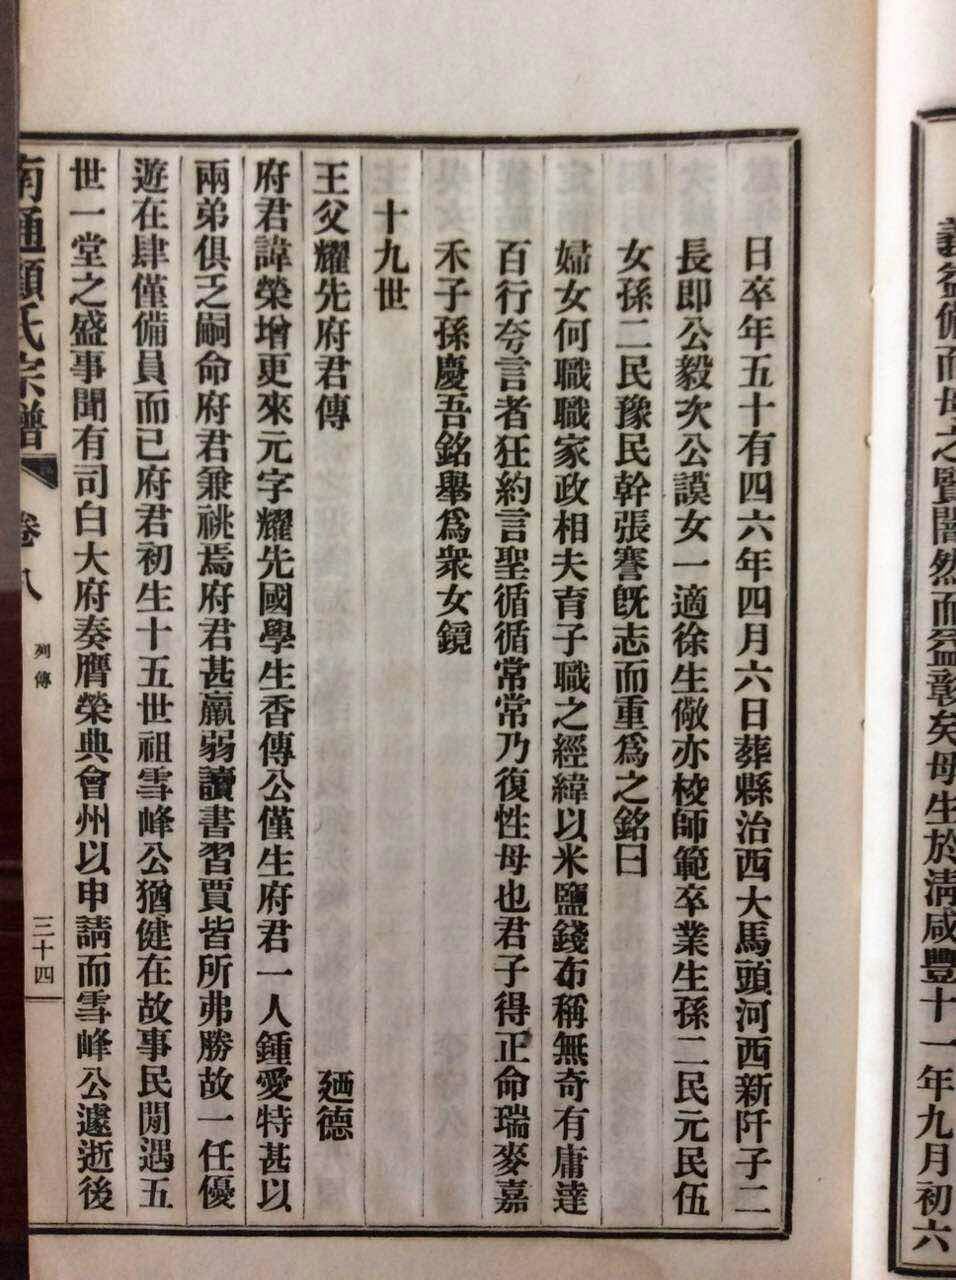 義益備而母之賢闇然而益彰矣母生於淸咸豐十一年九月初六
日卒年五十有四六年四月六日葬縣治西大馬頭河西新阡子二
長卽公毅次公謨女一適徐生儆亦校師範卒業生孫二民元民伍
女孫二民豫民幹張謇旣志而重爲之銘曰
婦女何職職家政相夫育子職之經緯以米鹽錢布稱無奇有庸達
百行夸言者狂約言聖循循常常乃復性母也君子得正命瑞麥嘉
禾子孫慶吾銘舉爲衆女鏡
十九世
王父耀先府君傳 廼德
府君諱榮增更來元字耀先國學生香傳公僅生府君一人鍾愛特甚以
兩弟俱乏嗣命府君兼祧焉府君甚羸弱讀書習賈皆所弗勝故一任優
遊在肆僅備員而已府君初生十五世祖雪峰公猶健在故事民閒遇五
世一堂之盛事聞有司白大府奏膺榮典會州以申請而雪峰公遽逝後
南通顧氏宗譜 卷八 列傳 三十四